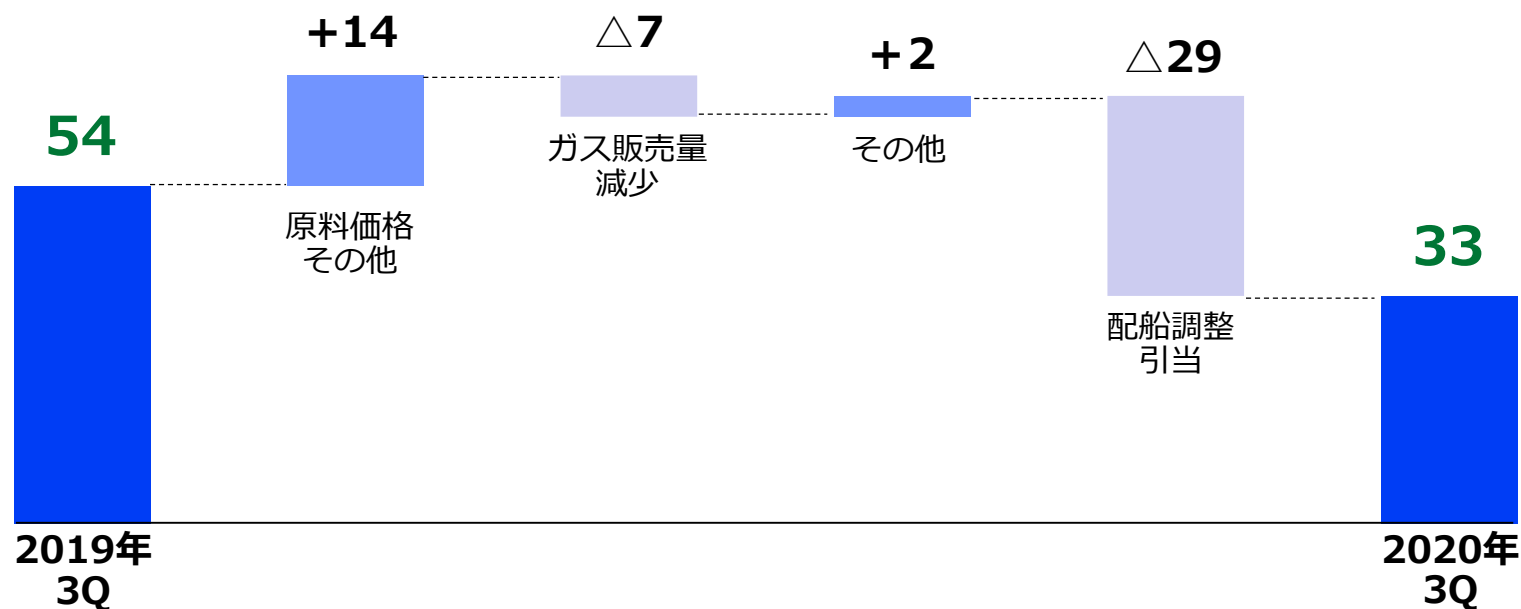 54
+14
原料価格
その他
△7
ガス販売量
減少
+2
その他
△29
配船調整
引当
33
2019年
3Q
2020年
3Q